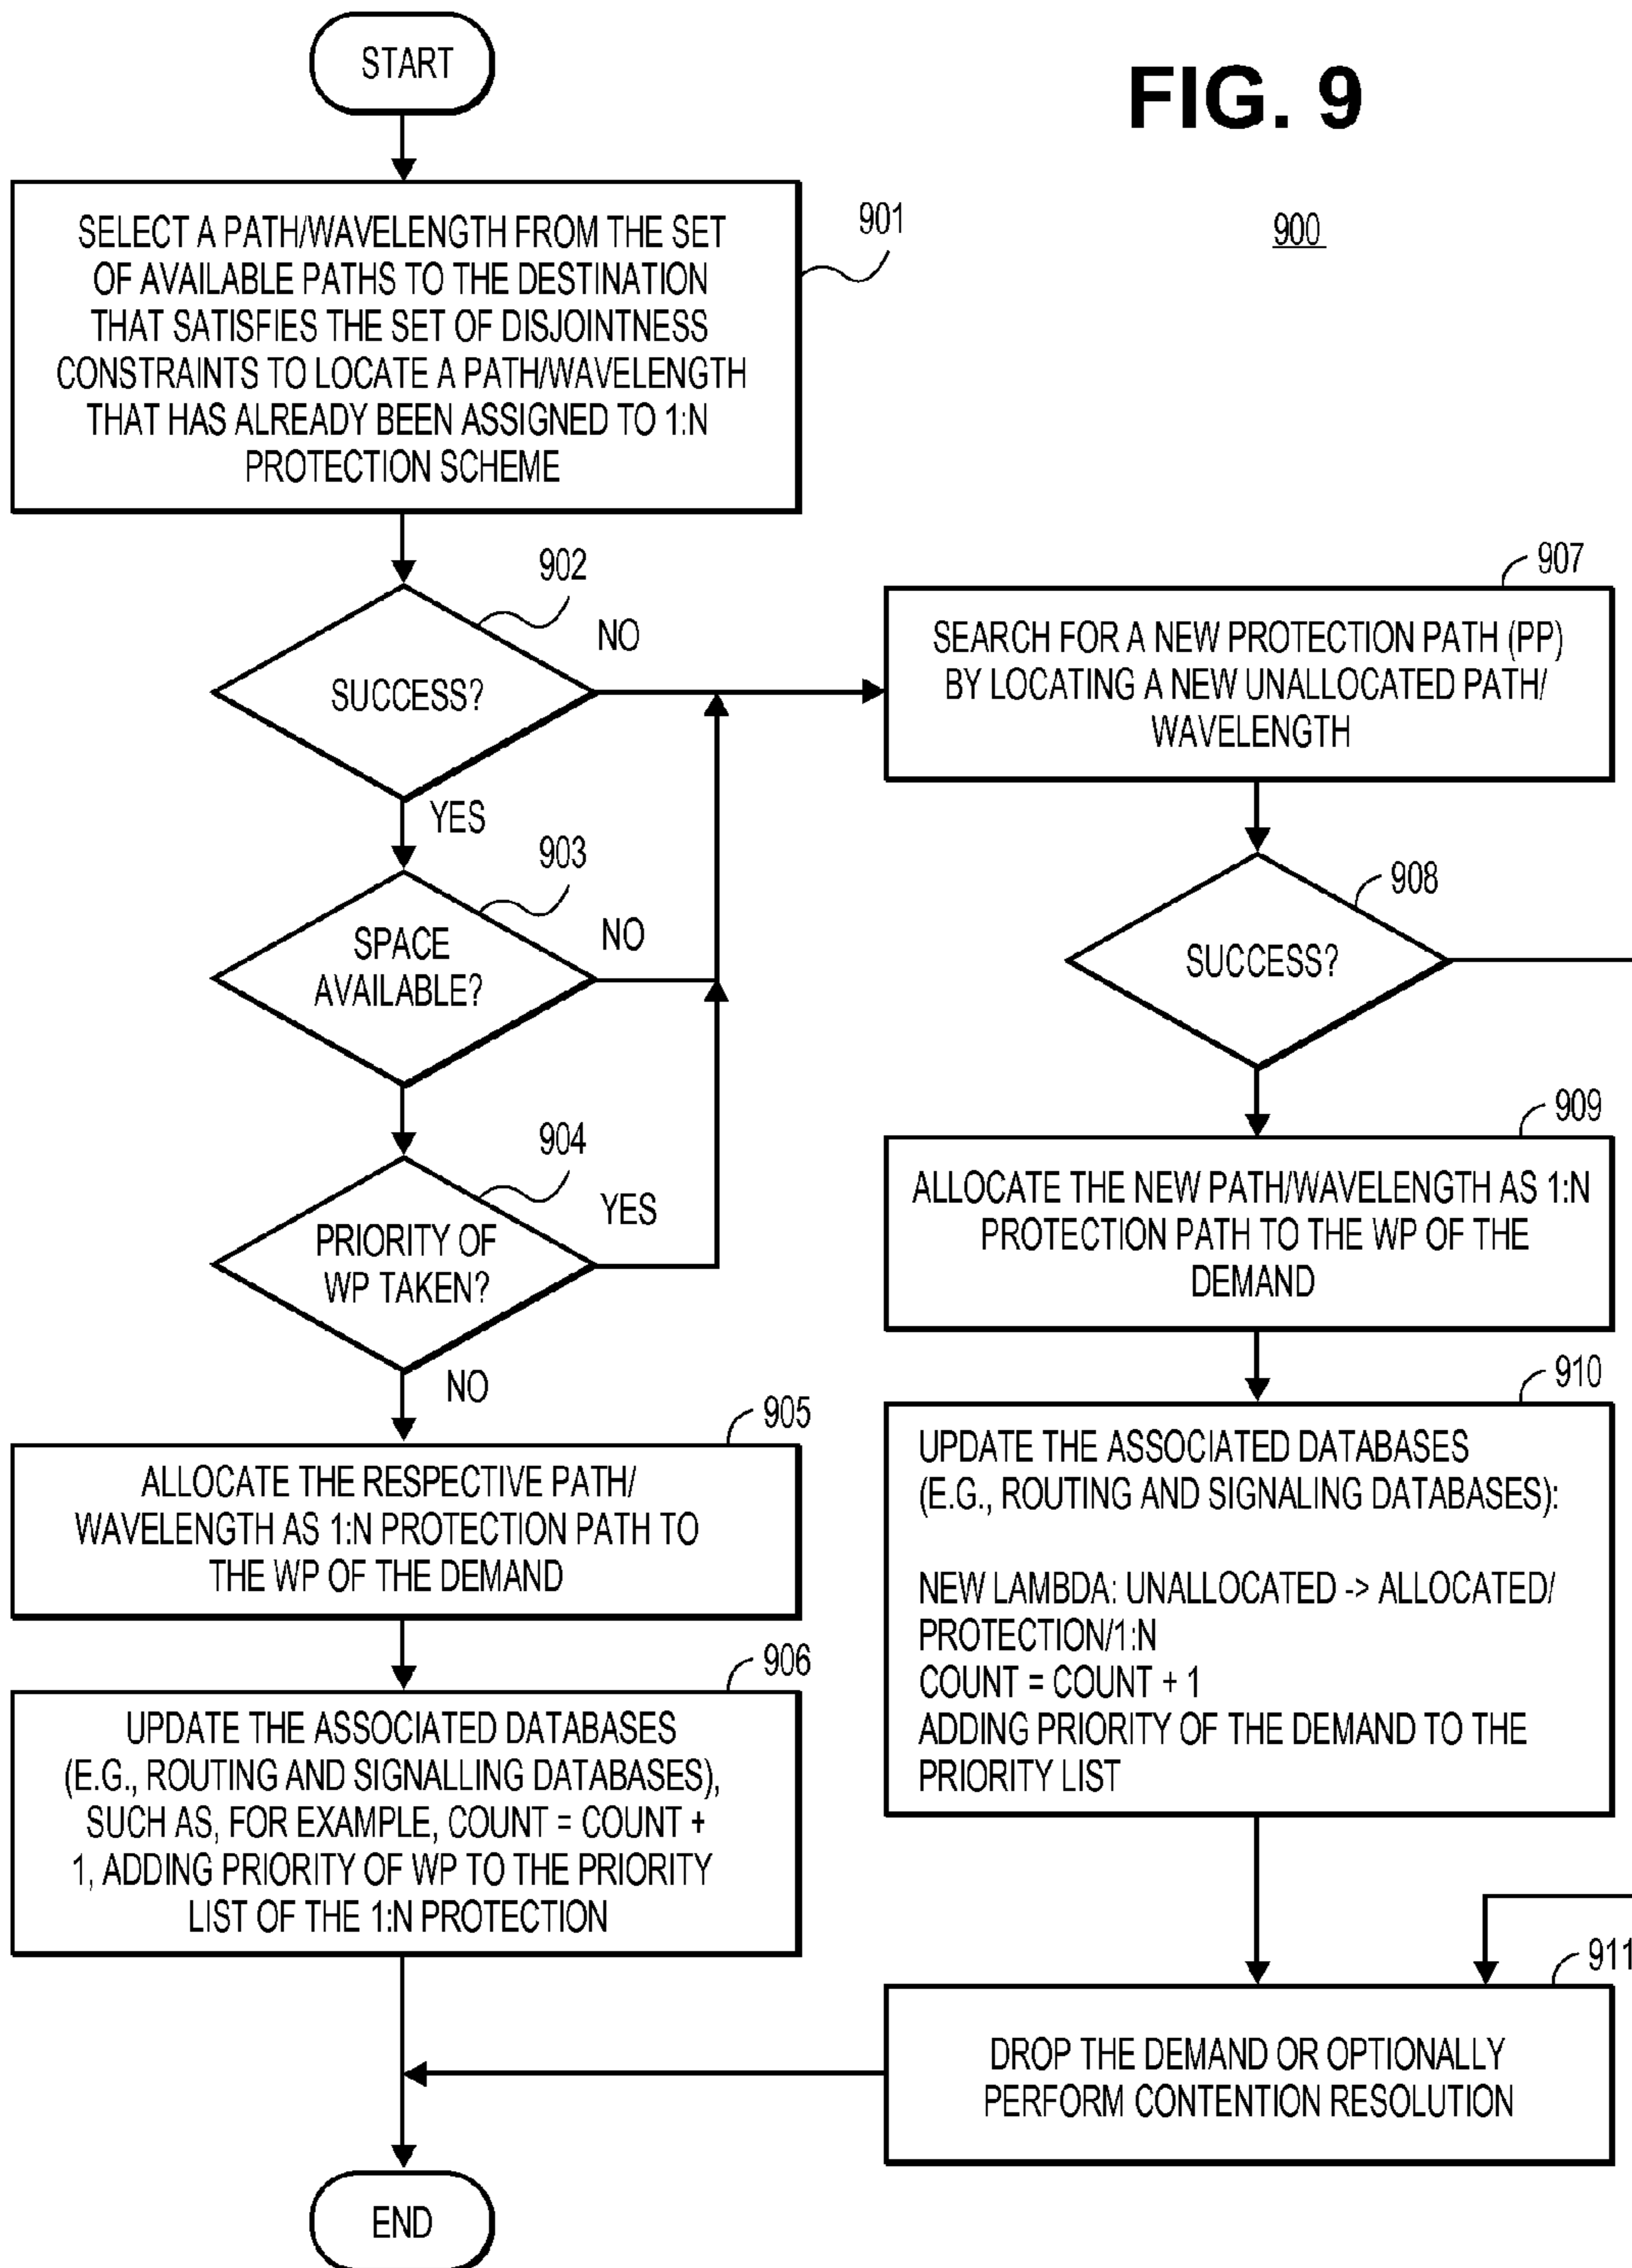 START
FIG. 9
900
SELECT A PATH/WAVELENGTH FROM THE SET
OF AVAILABLE PATHS TO THE DESTINATION
THAT SATISFIES THE SET OF DISJOINTNESS
CONSTRAINTS TO LOCATE A PATH/WAVELENGTH
THAT HAS ALREADY BEEN ASSIGNED TO 1:N
PROTECTION SCHEME
901
902
SUCCESS?
NO
YES
903
SPACE
AVAILABLE?
NO
904
PRIORITY OF
WP TAKEN?
YES
NO
905
ALLOCATE THE RESPECTIVE PATH/
WAVELENGTH AS 1:N PROTECTION PATH TO
THE WP OF THE DEMAND
906
UPDATE THE ASSOCIATED DATABASES
(E.G., ROUTING AND SIGNALLING DATABASES),
SUCH AS, FOR EXAMPLE, COUNT = COUNT +
1, ADDING PRIORITY OF WP TO THE PRIORITY
LIST OF THE 1:N PROTECTION
END
907
SEARCH FOR A NEW PROTECTION PATH (PP)
BY LOCATING A NEW UNALLOCATED PATH/
WAVELENGTH
908
SUCCESS?
909
ALLOCATE THE NEW PATH/WAVELENGTH AS 1:N
PROTECTION PATH TO THE WP OF THE
DEMAND
910
UPDATE THE ASSOCIATED DATABASES
(E.G., ROUTING AND SIGNALING DATABASES):
NEW LAMBDA: UNALLOCATED -> ALLOCATED/
PROTECTION/1:N
COUNT = COUNT + 1
ADDING PRIORITY OF THE DEMAND TO THE
PRIORITY LIST
911
DROP THE DEMAND OR OPTIONALLY
PERFORM CONTENTION RESOLUTION